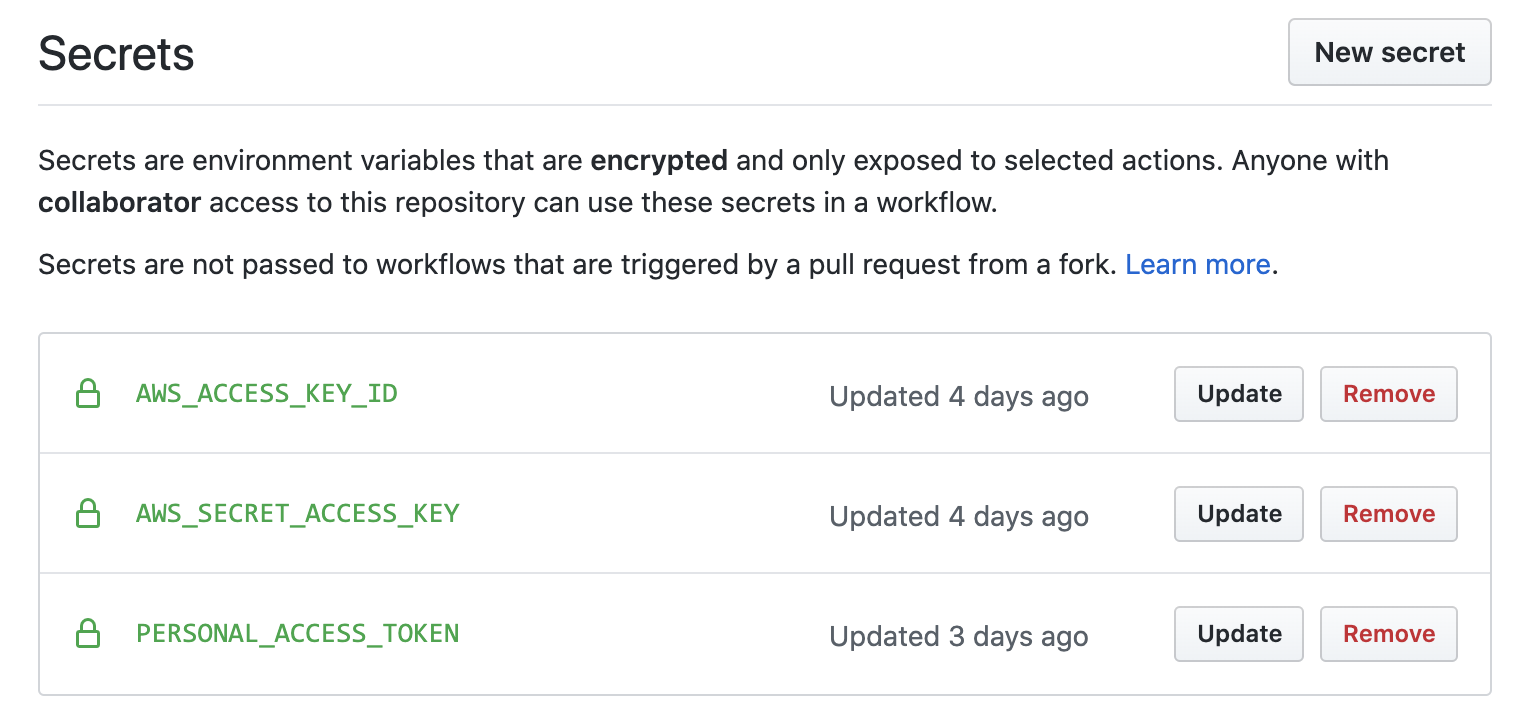 Secrets
New secret
Secrets are environment variables that are encrypted and only exposed to selected actions. Anyone with
collaborator access to this repository can use these secrets in a workflow.
Secrets are not passed to workflows that are triggered by a pull request from a fork. Learn more.
AWS_ACCESS_KEY_ID Updated 4 days ago Update Remove
AWS_SECRET_ACCESS_KEY Updated 4 days ago Update Remove
PERSONAL_ACCESS_TOKEN Updated 3 days ago Update Remove